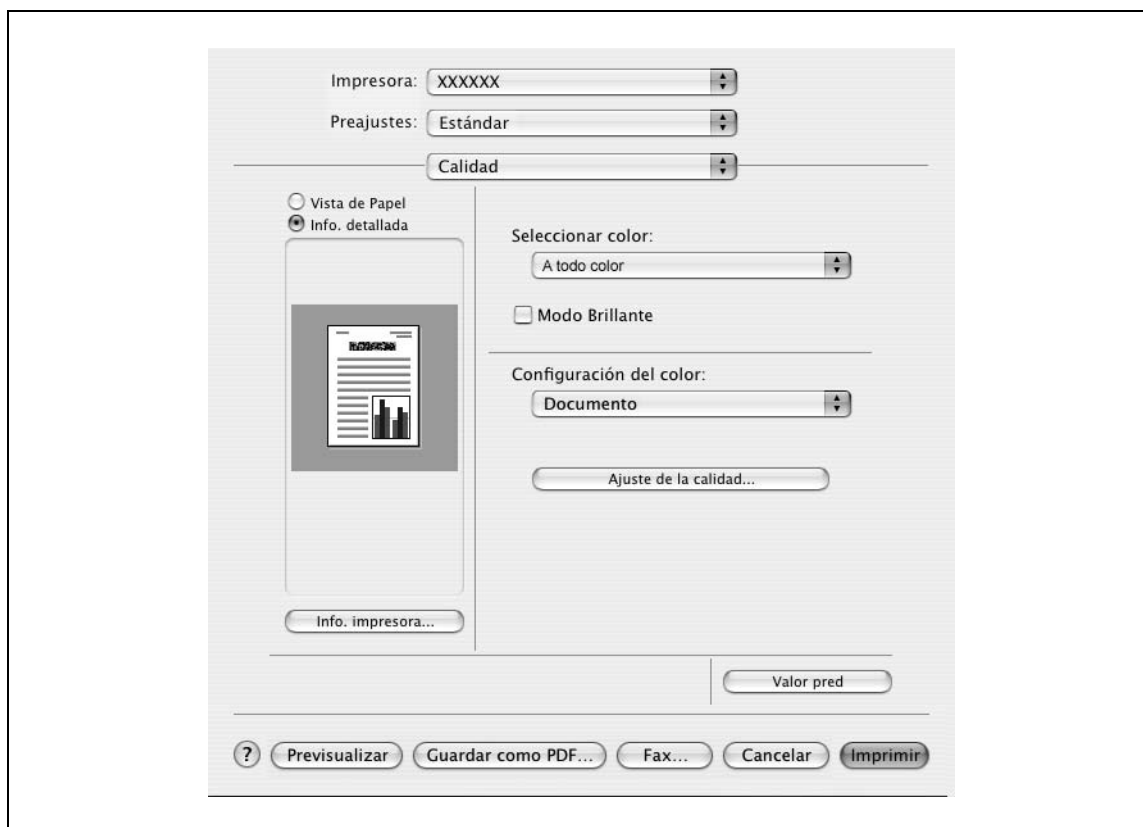 Impresora: XXXXXX
Preajustes: Estándar
Calidad
Vista de Papel
Info. detallada
Seleccionar color:
A todo color
Modo Brillante
Configuración del color:
Documento
Ajuste de la calidad...
Info. impresora...
Valor pred
? Previsualizar Guardar como PDF... Fax... Cancelar Imprimir